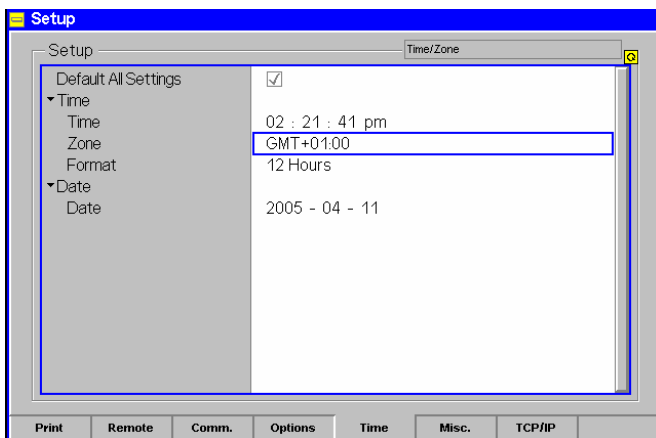 Setup
Setup
Time/Zone
Default All Settings
Time
Time 02 : 21 : 41 pm
Zone GMT+01:00
Format 12 Hours
Date
Date 2005 - 04 - 11
Print Remote Comm. Options Time Misc. TCP/IP